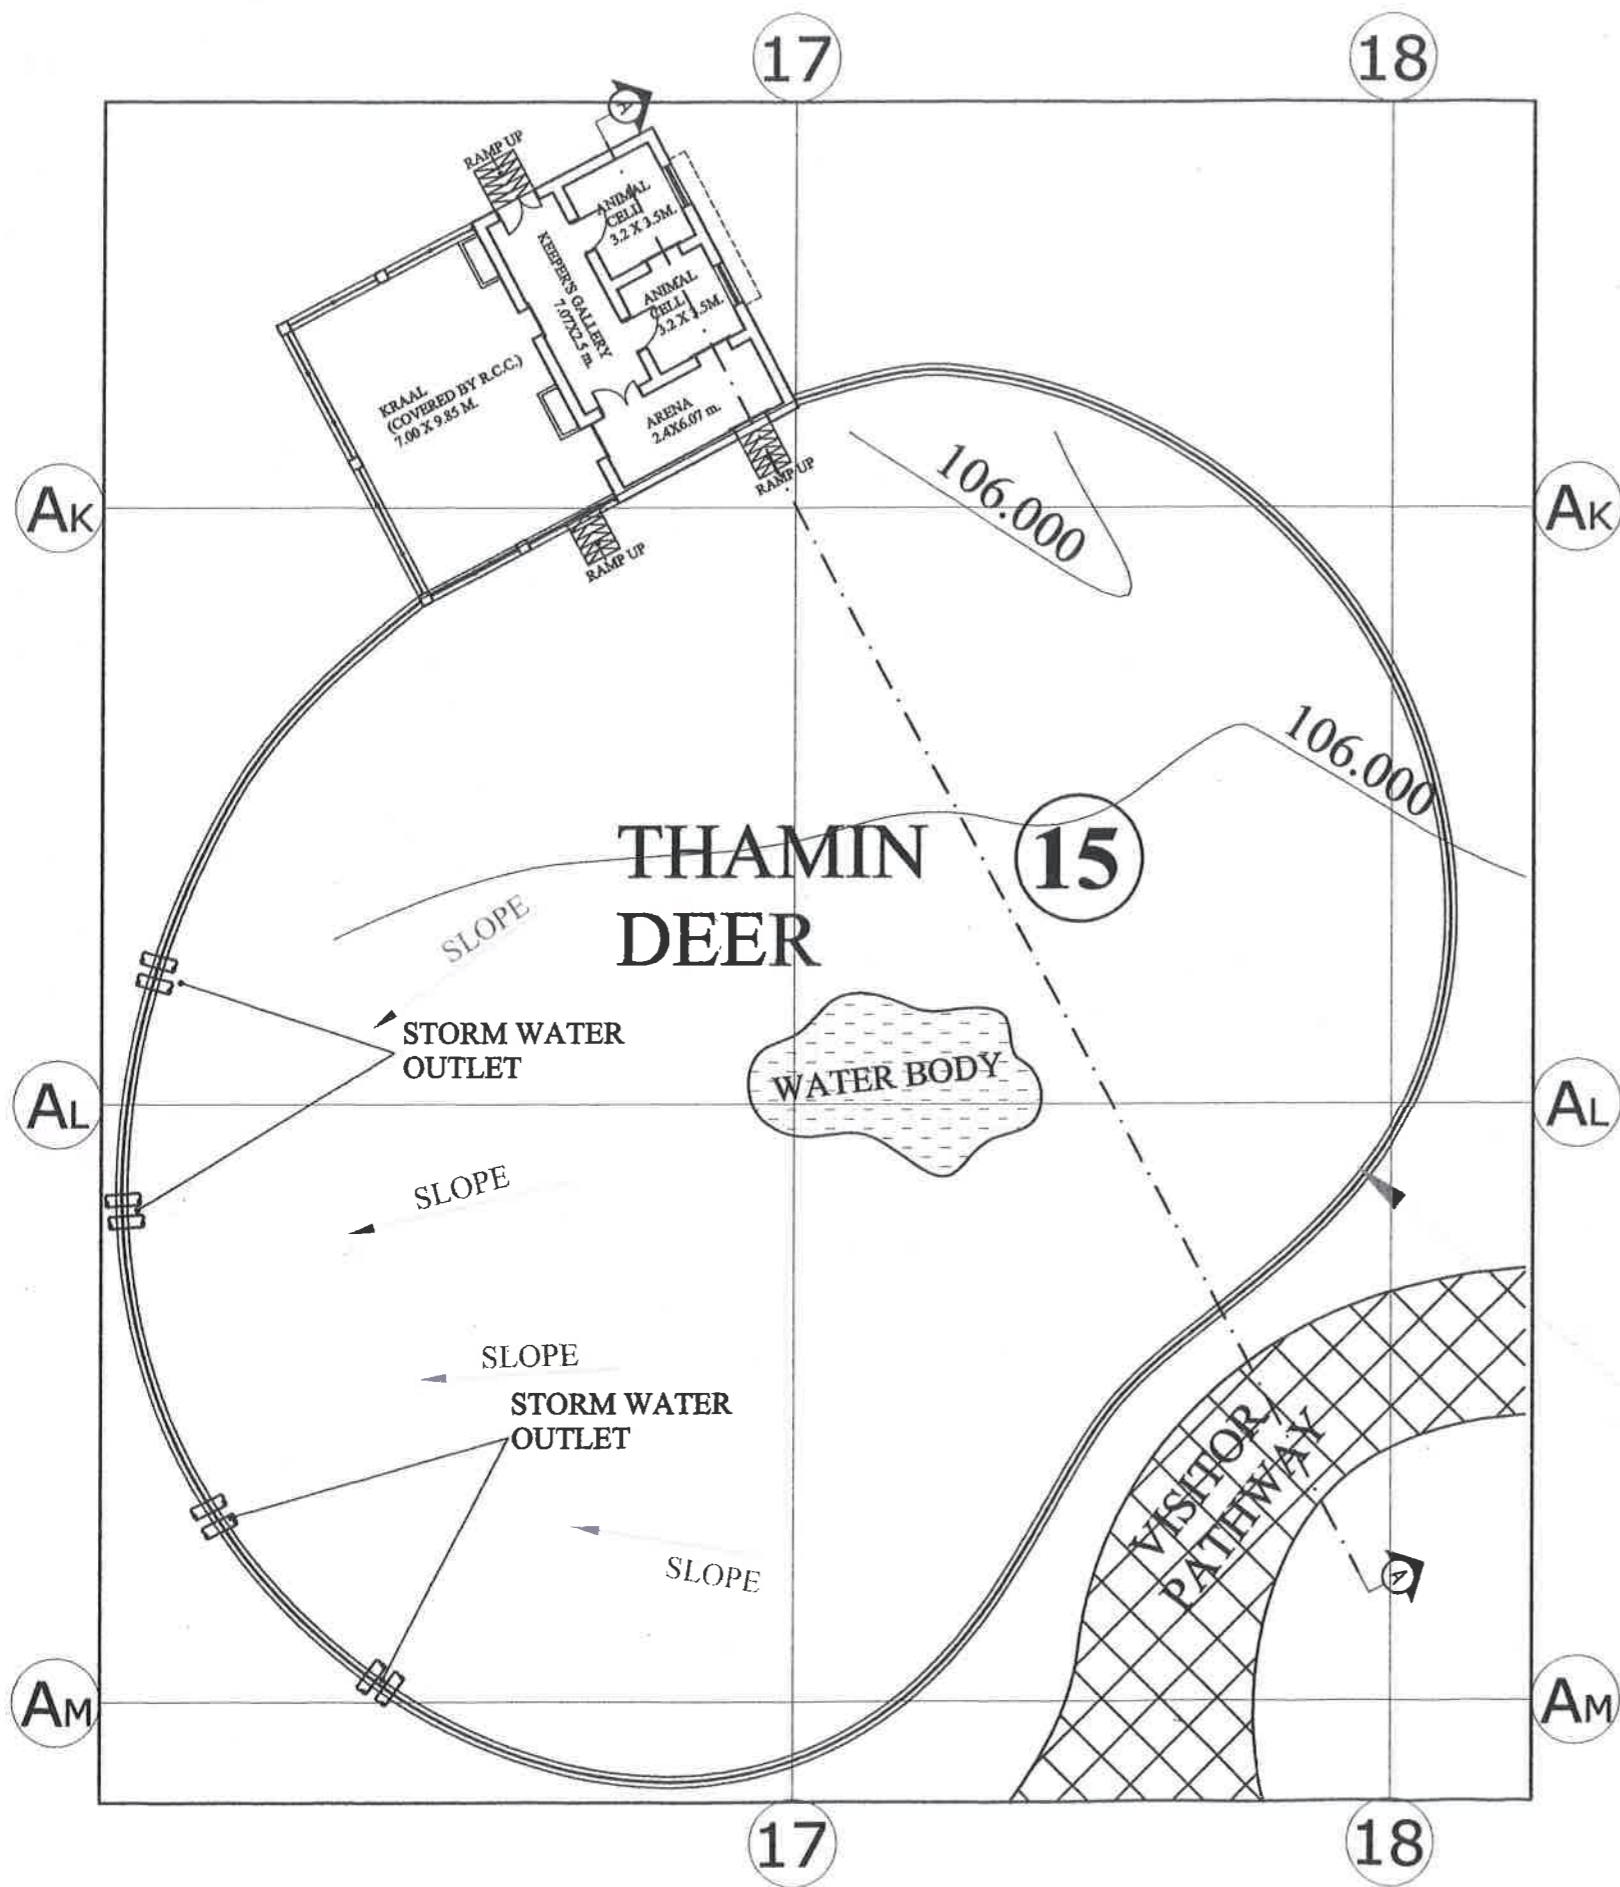 17
18
A
RAMP UP
ANIMAL
CELL
3.2 X 3.5M.
KEEPER'S GALLERY
7.07X2.5 m.
ANIMAL
CELL
3.2 X 3.5M.
KRAAL
(COVERED BY R.C.C.)
7.00 X 9.85 M.
ARENA
2.4X6.07 m.
RAMP UP
RAMP UP
AK
AK
106.000
106.000
THAMIN
DEER
15
SLOPE
STORM WATER
OUTLET
WATER BODY
AL
AL
SLOPE
SLOPE
STORM WATER
OUTLET
SLOPE
VISITOR
PATHWAY
A
AM
AM
17
18